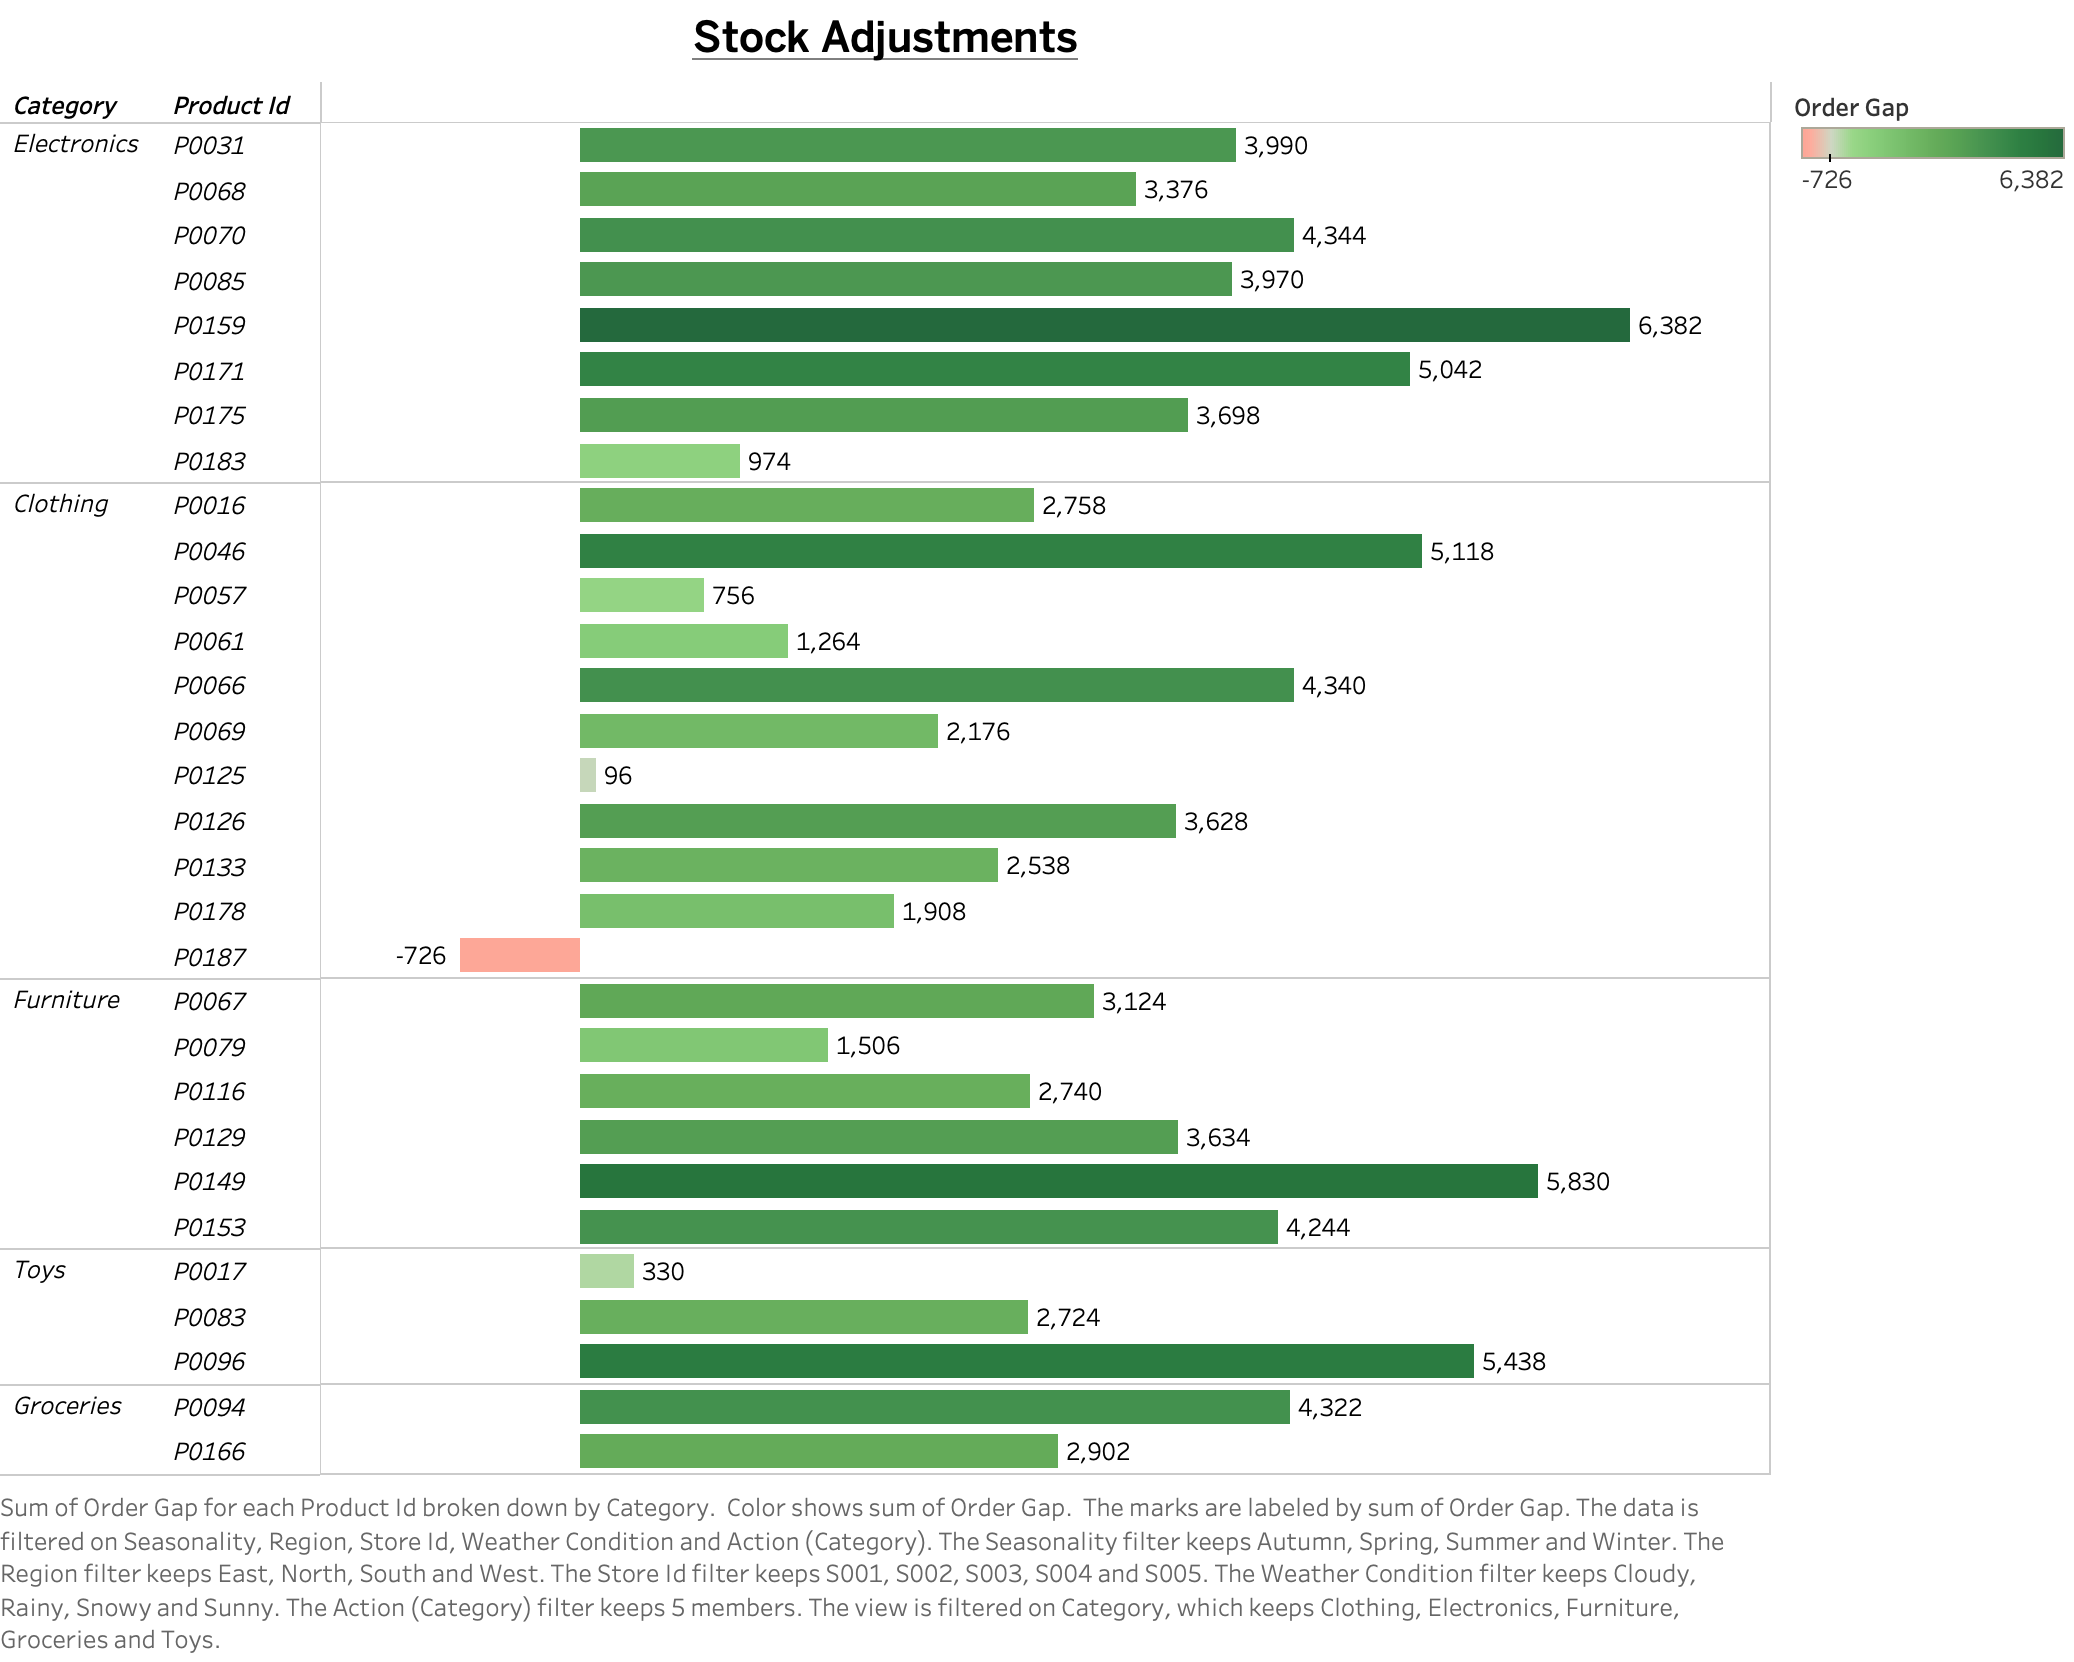 Stock Adjustments
Category Product Id
Order Gap
-726 6,382
Electronics P0031 3,990
P0068 3,376
P0070 4,344
P0085 3,970
P0159 6,382
P0171 5,042
P0175 3,698
P0183 974
Clothing P0016 2,758
P0046 5,118
P0057 756
P0061 1,264
P0066 4,340
P0069 2,176
P0125 96
P0126 3,628
P0133 2,538
P0178 1,908
P0187 -726
Furniture P0067 3,124
P0079 1,506
P0116 2,740
P0129 3,634
P0149 5,830
P0153 4,244
Toys P0017 330
P0083 2,724
P0096 5,438
Groceries P0094 4,322
P0166 2,902
Sum of Order Gap for each Product Id broken down by Category.  Color shows sum of Order Gap.  The marks are labeled by sum of Order Gap. The data is
filtered on Seasonality, Region, Store Id, Weather Condition and Action (Category). The Seasonality filter keeps Autumn, Spring, Summer and Winter. The
Region filter keeps East, North, South and West. The Store Id filter keeps S001, S002, S003, S004 and S005. The Weather Condition filter keeps Cloudy,
Rainy, Snowy and Sunny. The Action (Category) filter keeps 5 members. The view is filtered on Category, which keeps Clothing, Electronics, Furniture,
Groceries and Toys.